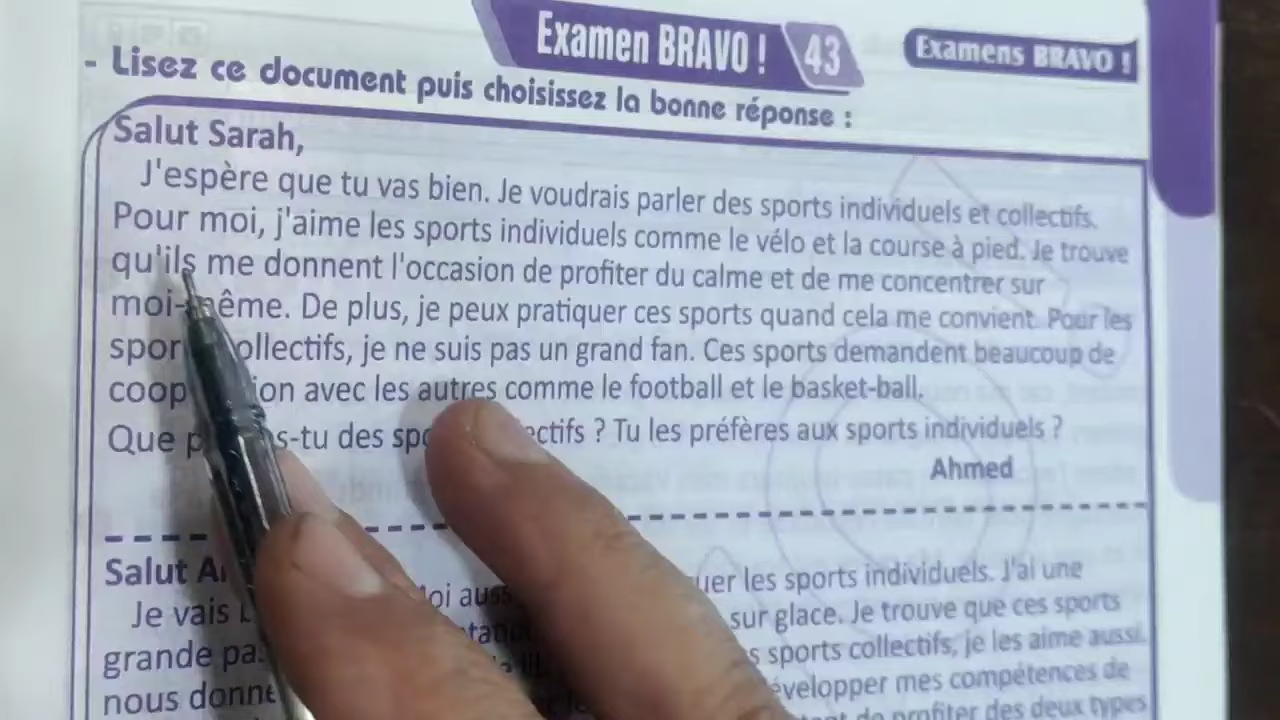 Examen BRAVO ! 43
Examens BRAVO !
- Lisez ce document puis choisissez la bonne réponse :
Salut Sarah,
J'espère que tu vas bien. Je voudrais parler des sports individuels et collectifs.
Pour moi, j'aime les sports individuels comme le vélo et la course à pied. Je trouve
qu'ils me donnent l'occasion de profiter du calme et de me concentrer sur
moi-même. De plus, je peux pratiquer ces sports quand cela me convient. Pour les
collectifs, je ne suis pas un grand fan. Ces sports demandent beaucoup de
avec les autres comme le football et le basket-ball.
Que des ? Tu les préfères aux sports individuels ?
Ahmed
Salut
les sports individuels. J'ai une
Je vais sur glace. Je trouve que ces sports
grande sports collectifs, je les aime aussi.
nous développer mes compétences de
de profiter des deux types